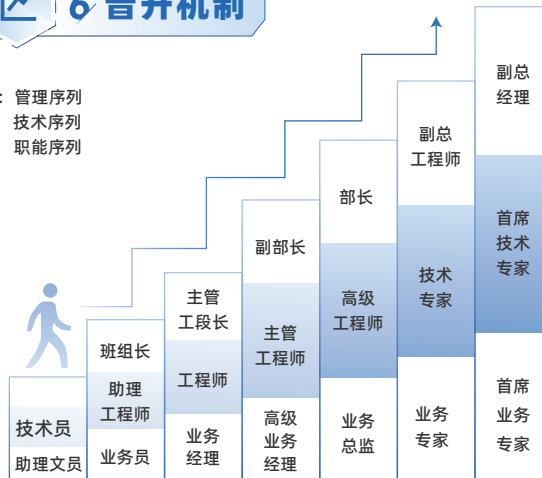 6 晋升机制
：管理序列
技术序列
职能序列
技术员
助理文员
班组长
助理
工程师
业务员
主管
工段长
工程师
业务
经理
副部长
主管
工程师
高级
业务
经理
部长
高级
工程师
业务
总监
副总
工程师
技术
专家
业务
专家
副总
经理
首席
技术
专家
首席
业务
专家